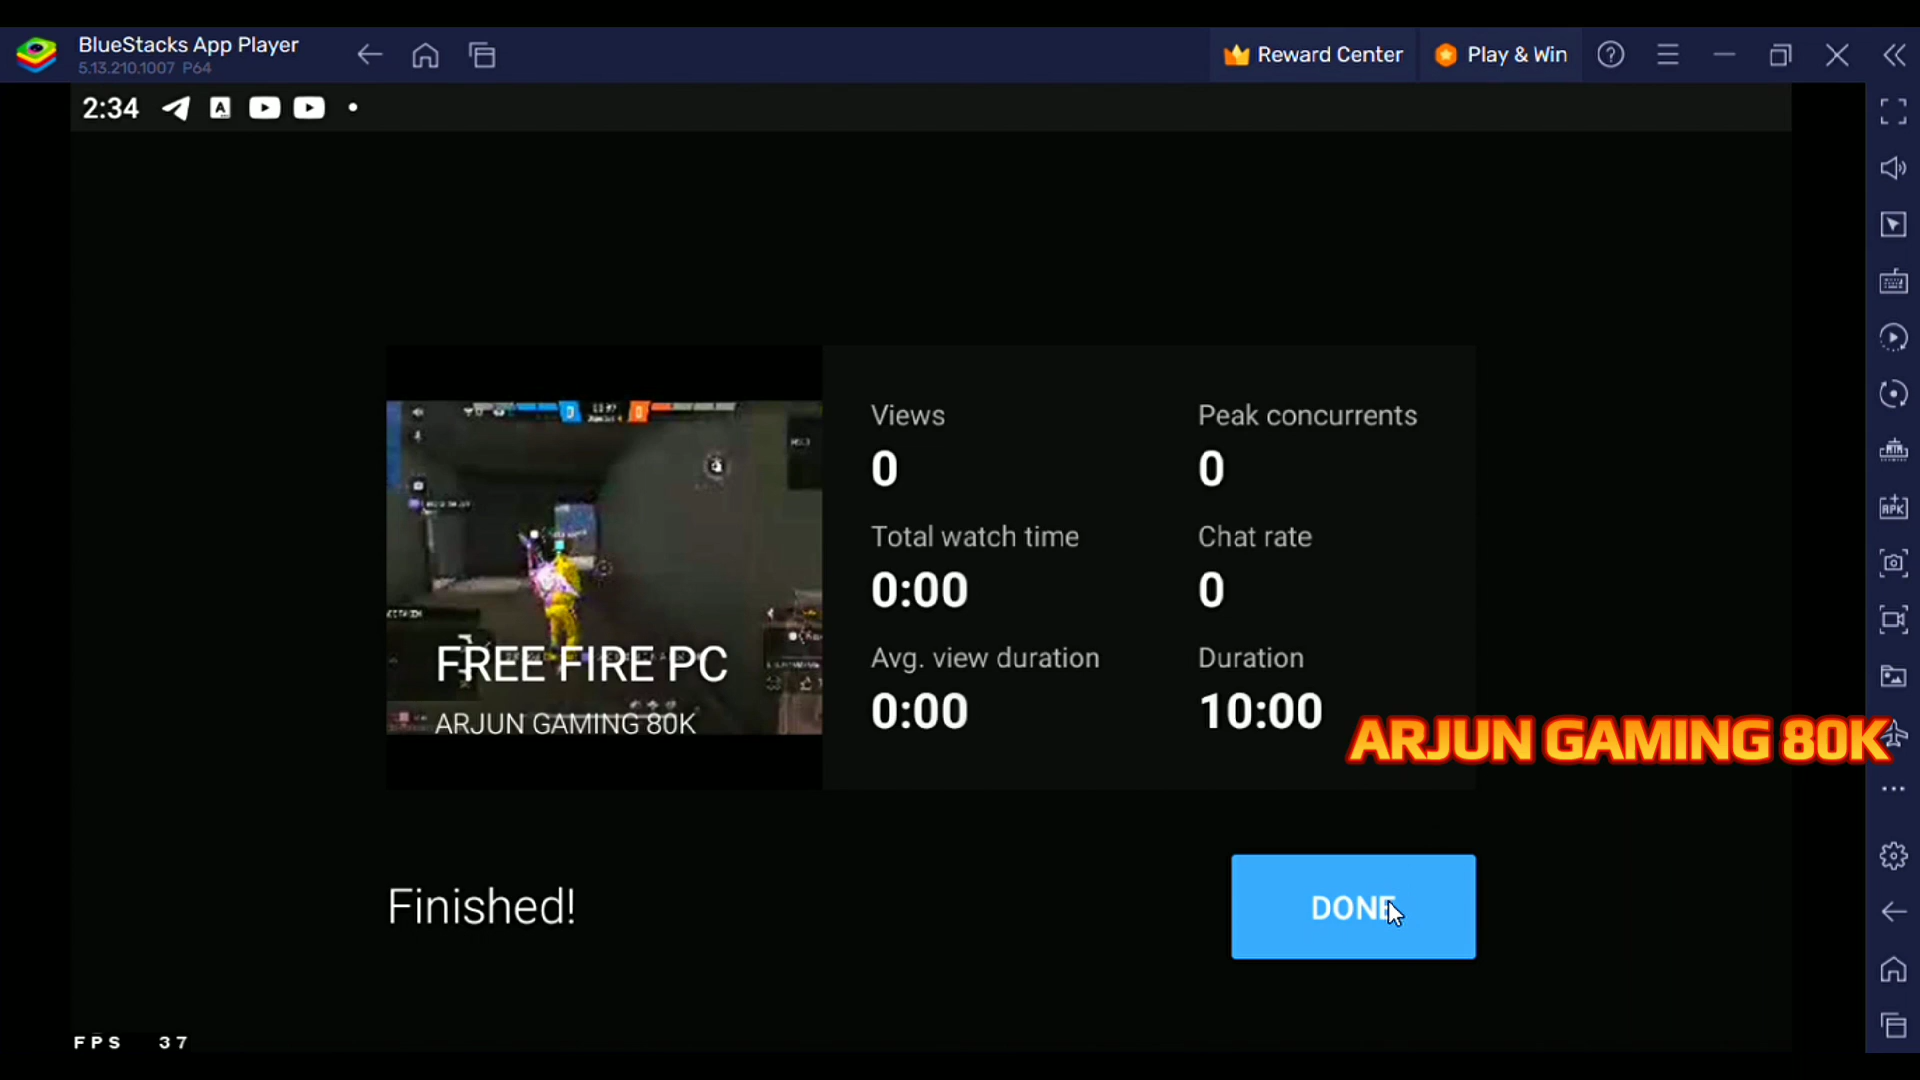 BlueStacks App Player
5.13.210.1007 P64
Reward Center
Play & Win
2:34
Views
0
Peak concurrents
0
Total watch time
0:00
Chat rate
0
Avg. view duration
0:00
Duration
10:00
FREE FIRE PC
ARJUN GAMING 80K
ARJUN GAMING 80K
APK
Finished!
DONE
FPS 37